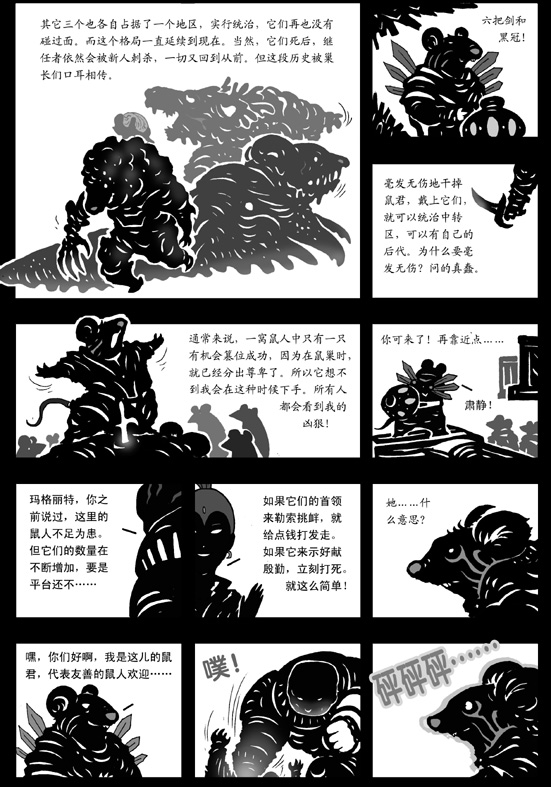 其它三个也各自占据了一个地区，实行统治，它们再也没有
碰过面。而这个格局一直延续到现在。当然，它们死后，继
任者依然会被新人刺杀，一切又回到从前。但这段历史被巢
长们口耳相传。
六把剑和
黑冠！
毫发无伤地干掉
鼠君，戴上它们，
就可以统治中转
区，可以有自己的
后代。为什么要毫
发无伤？问的真蠢。
通常来说，一窝鼠人中只有一只
有机会篡位成功，因为在鼠巢时，
就已经分出尊卑了。所以它想不
到我会在这种时候下手。所有人
都会看到我的
凶狠！
你可来了！再靠近点……
肃静！
玛格丽特，你之
前说过，这里的
鼠人不足为患。
但它们的数量在
不断增加，要是
平台还不……
如果它们的首领
来勒索挑衅，就
给点钱打发走。
如果它来示好献
殷勤，立刻打死。
就这么简单！
她……什
么意思？
嘿，你们好啊，我是这儿的鼠
君，代表友善的鼠人欢迎……
噗！
砰砰砰……